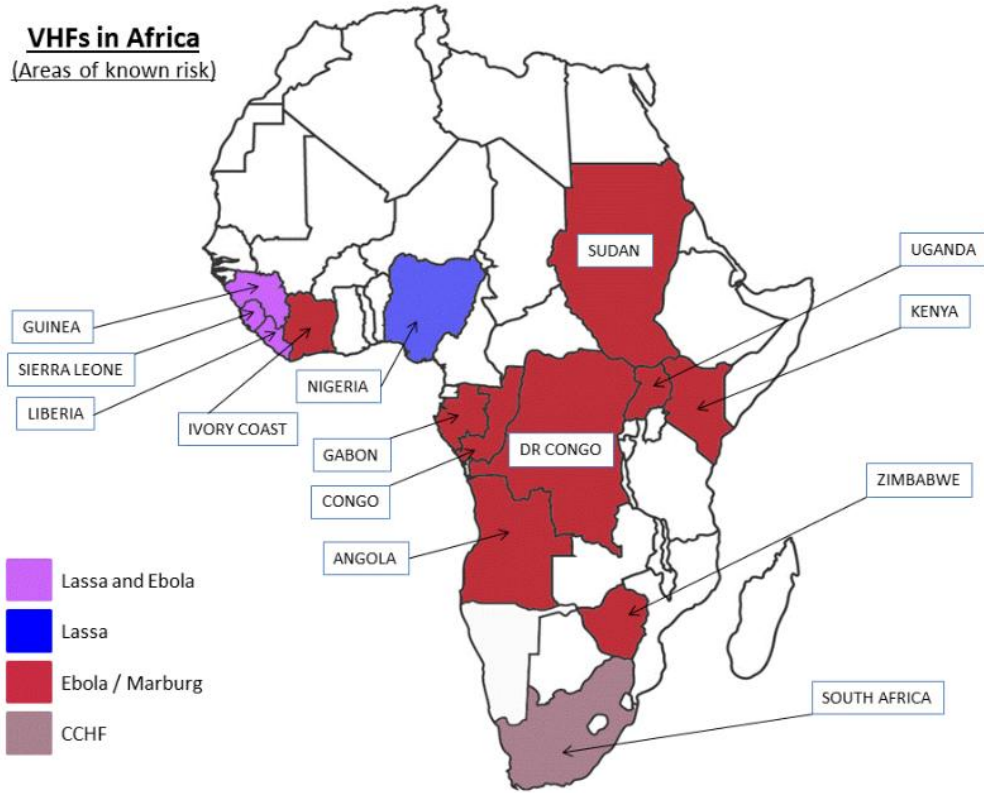 VHFs in Africa
(Areas of known risk)
SUDAN
UGANDA
KENYA
GUINEA
SIERRA LEONE
LIBERIA
IVORY COAST
NIGERIA
GABON
DR CONGO
CONGO
ZIMBABWE
ANGOLA
SOUTH AFRICA
Lassa and Ebola
Lassa
Ebola / Marburg
CCHF